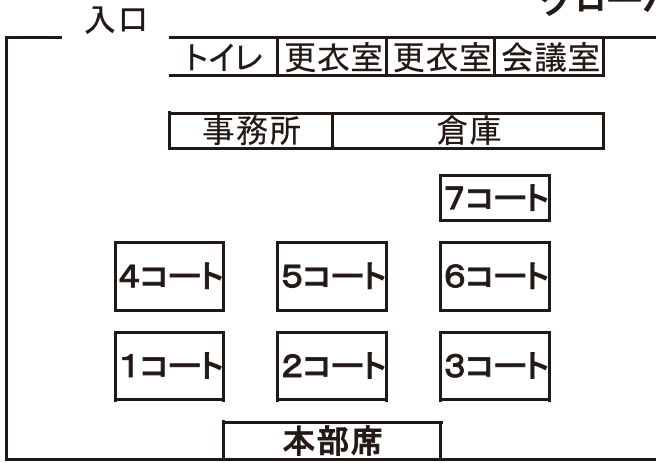 入口
トイレ 更衣室 更衣室 会議室
事務所 倉庫
7コート
4コート 5コート 6コート
1コート 2コート 3コート
本部席